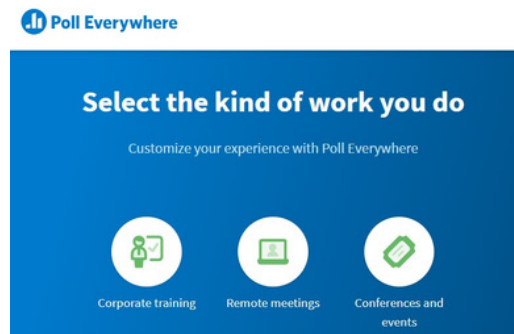 Poll Everywhere
Select the kind of work you do
Customize your experience with Poll Everywhere
Corporate training
Remote meetings
Conferences and
events